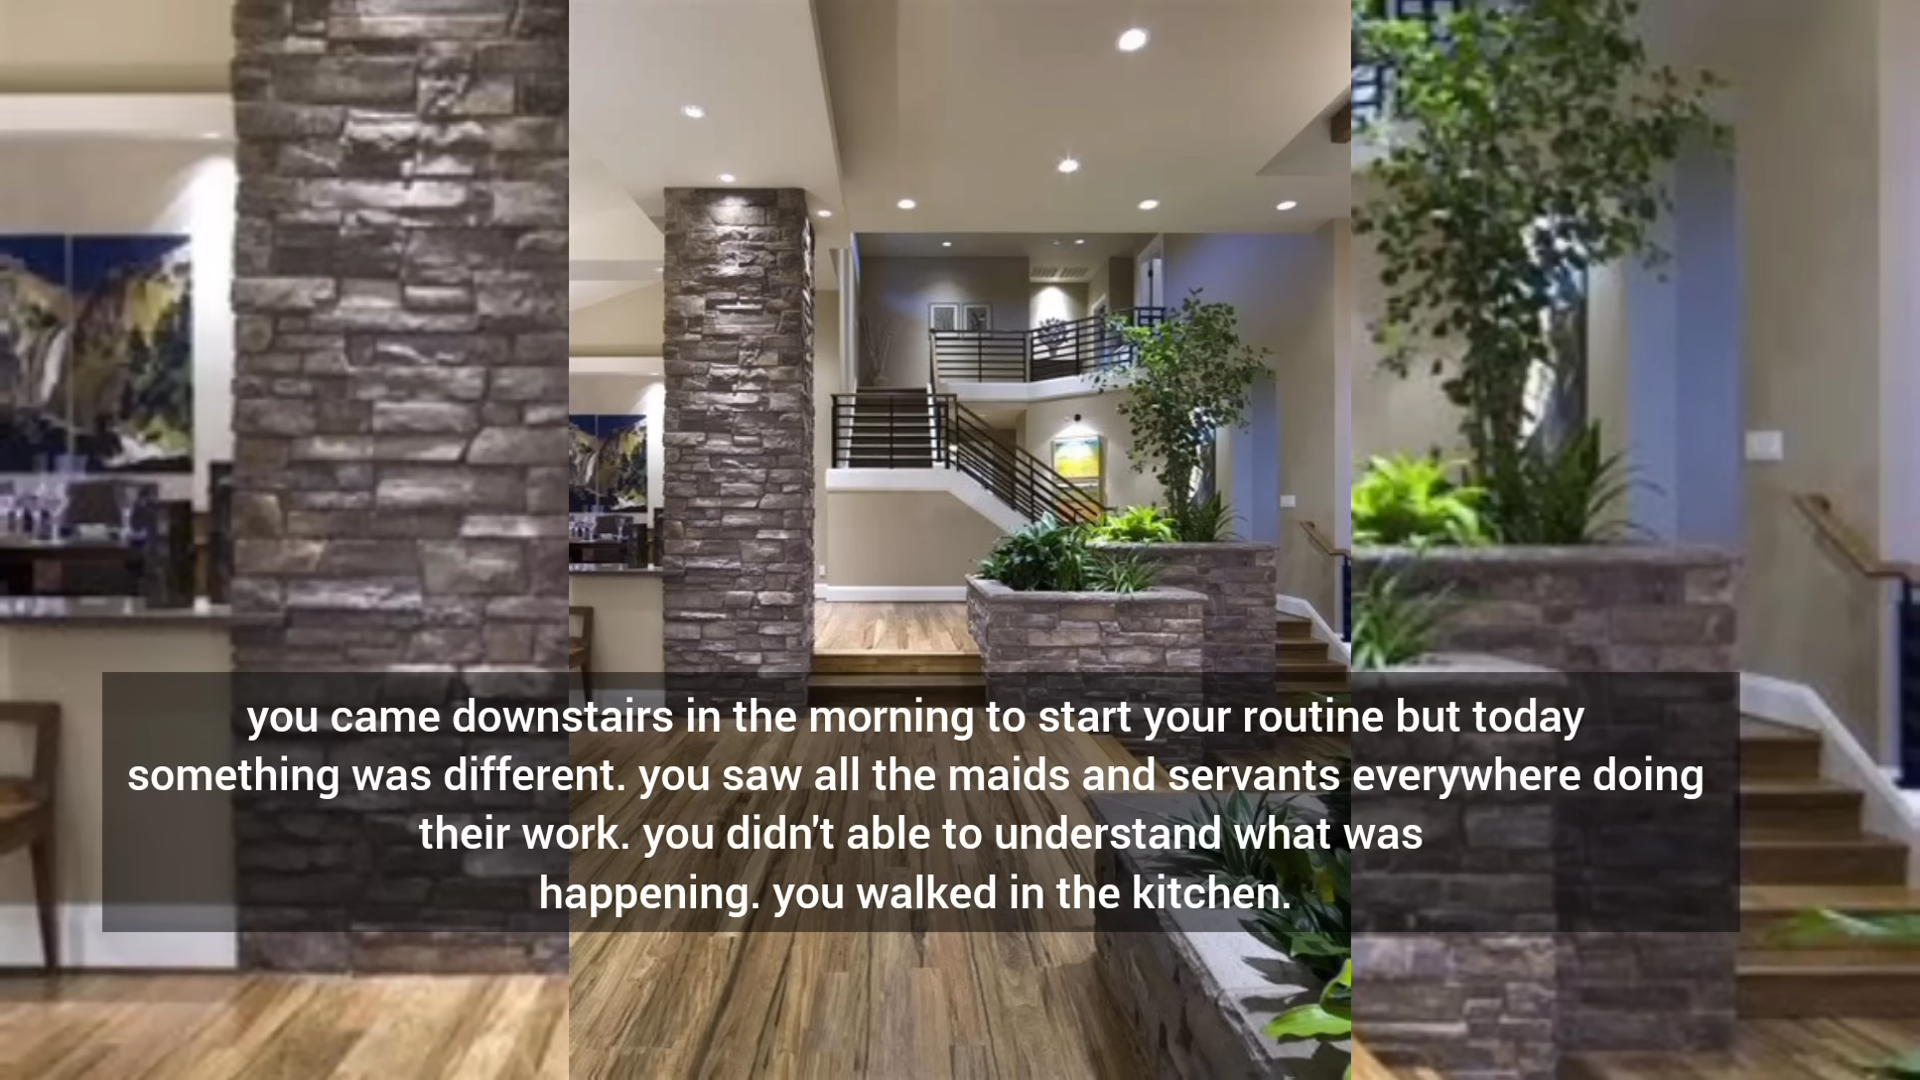 you came downstairs in the morning to start your routine but today
something was different. you saw all the maids and servants everywhere doing
their work. you didn't able to understand what was
happening. you walked in the kitchen.